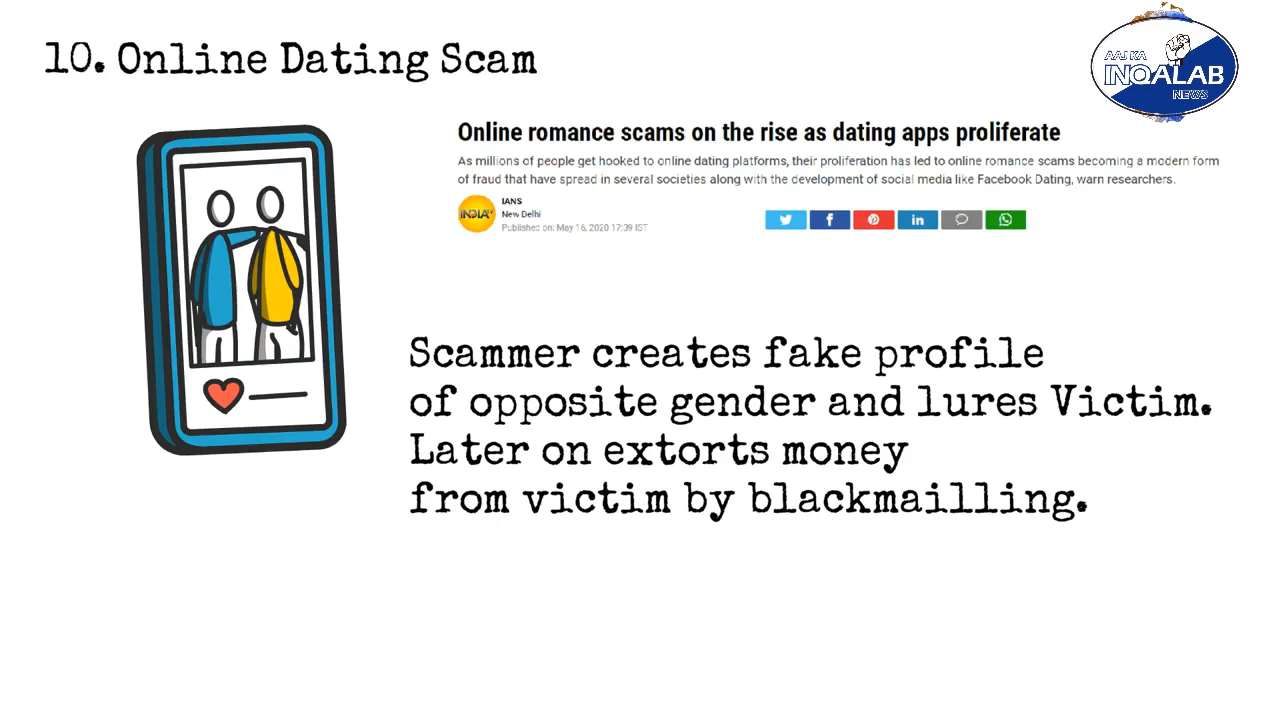 10. Online Dating Scam
AAJ KA
INQALAB
NEWS
Online romance scams on the rise as dating apps proliferate
As millions of people get hooked to online dating platforms, their proliferation has led to online romance scams becoming a modern form
of fraud that have spread in several societies along with the development of social media like Facebook Dating, warn researchers.
INDIA TV
IANS
New Delhi
Published on: May 16, 2020 17:39 IST
Scammer creates fake profile
of opposite gender and lures Victim.
Later on extorts money
from victim by blackmailling.